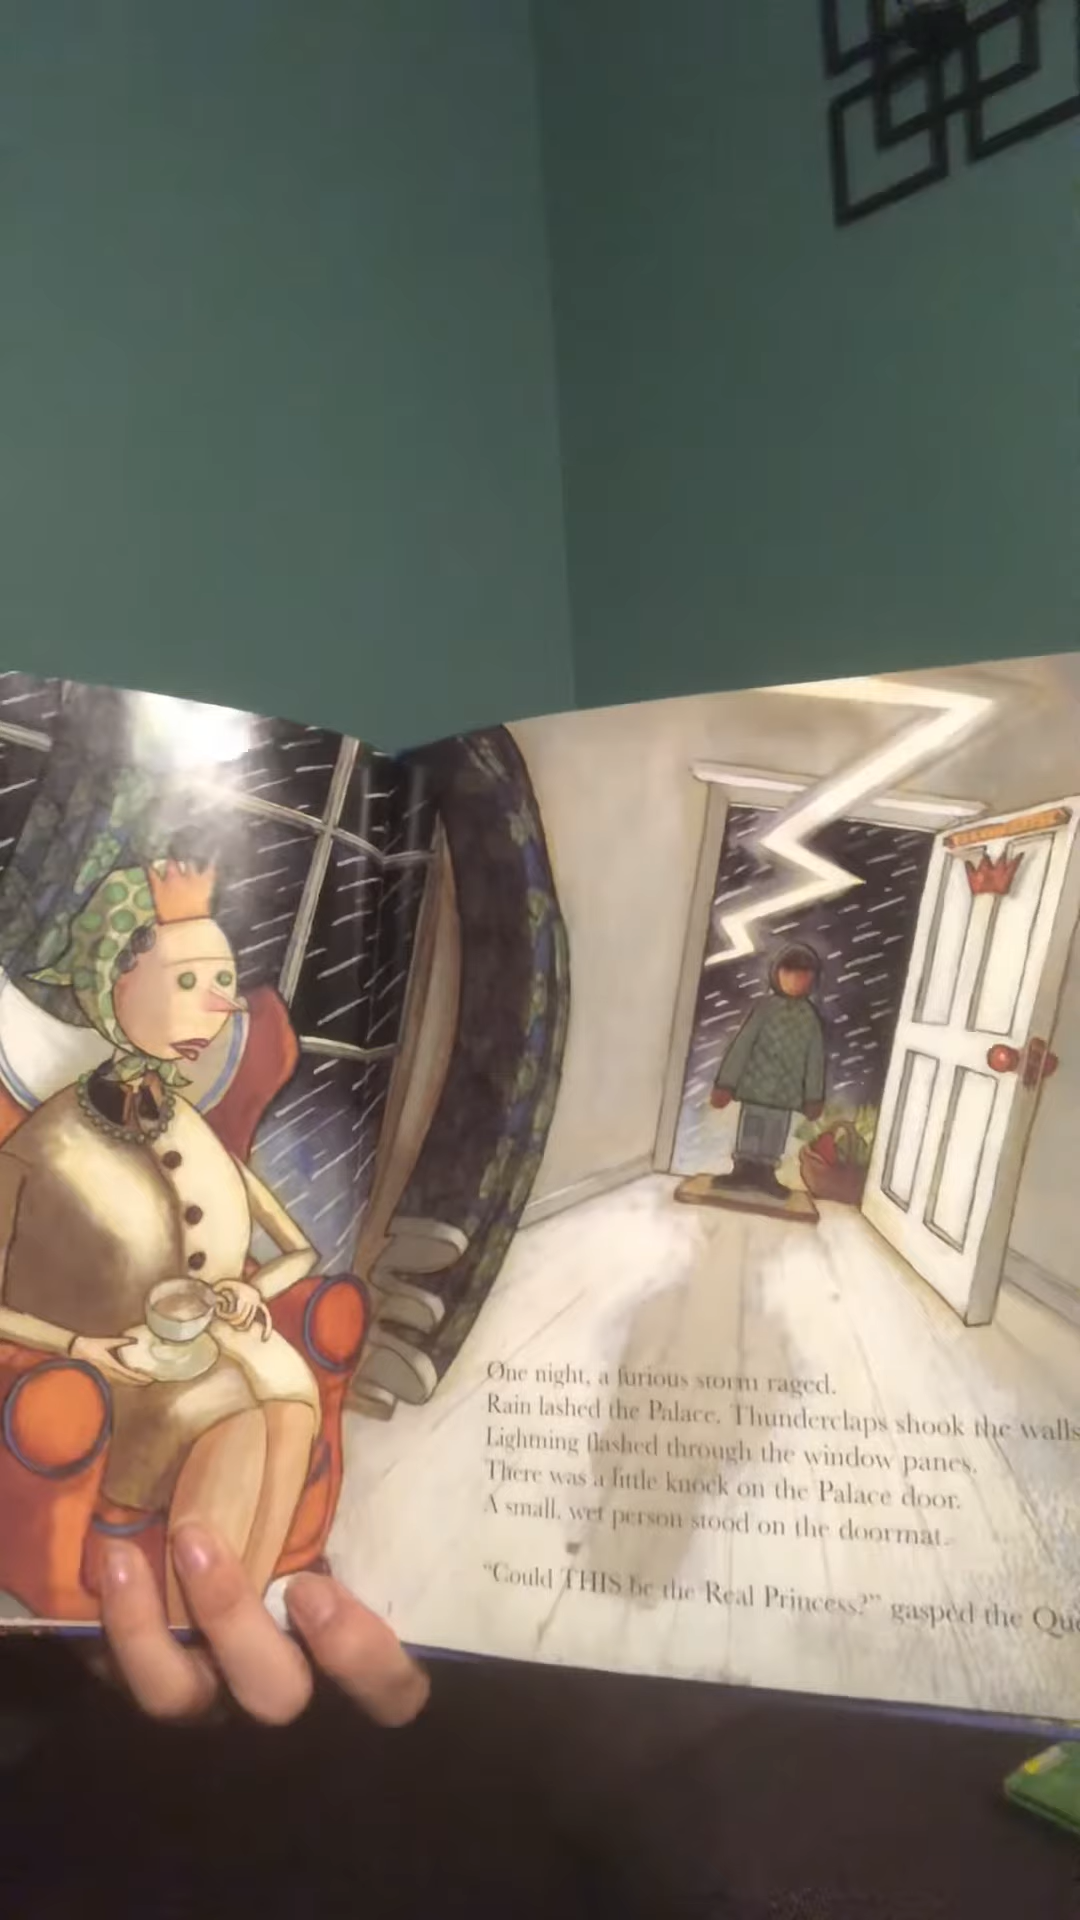 One night, a furious storm raged.
Rain lashed the Palace. Thunderclaps shook the walls
Lightning flashed through the window panes.
There was a little knock on the Palace door.
A small, wet person stood on the doormat.
"Could THIS be the Real Princess?" gasped the Que